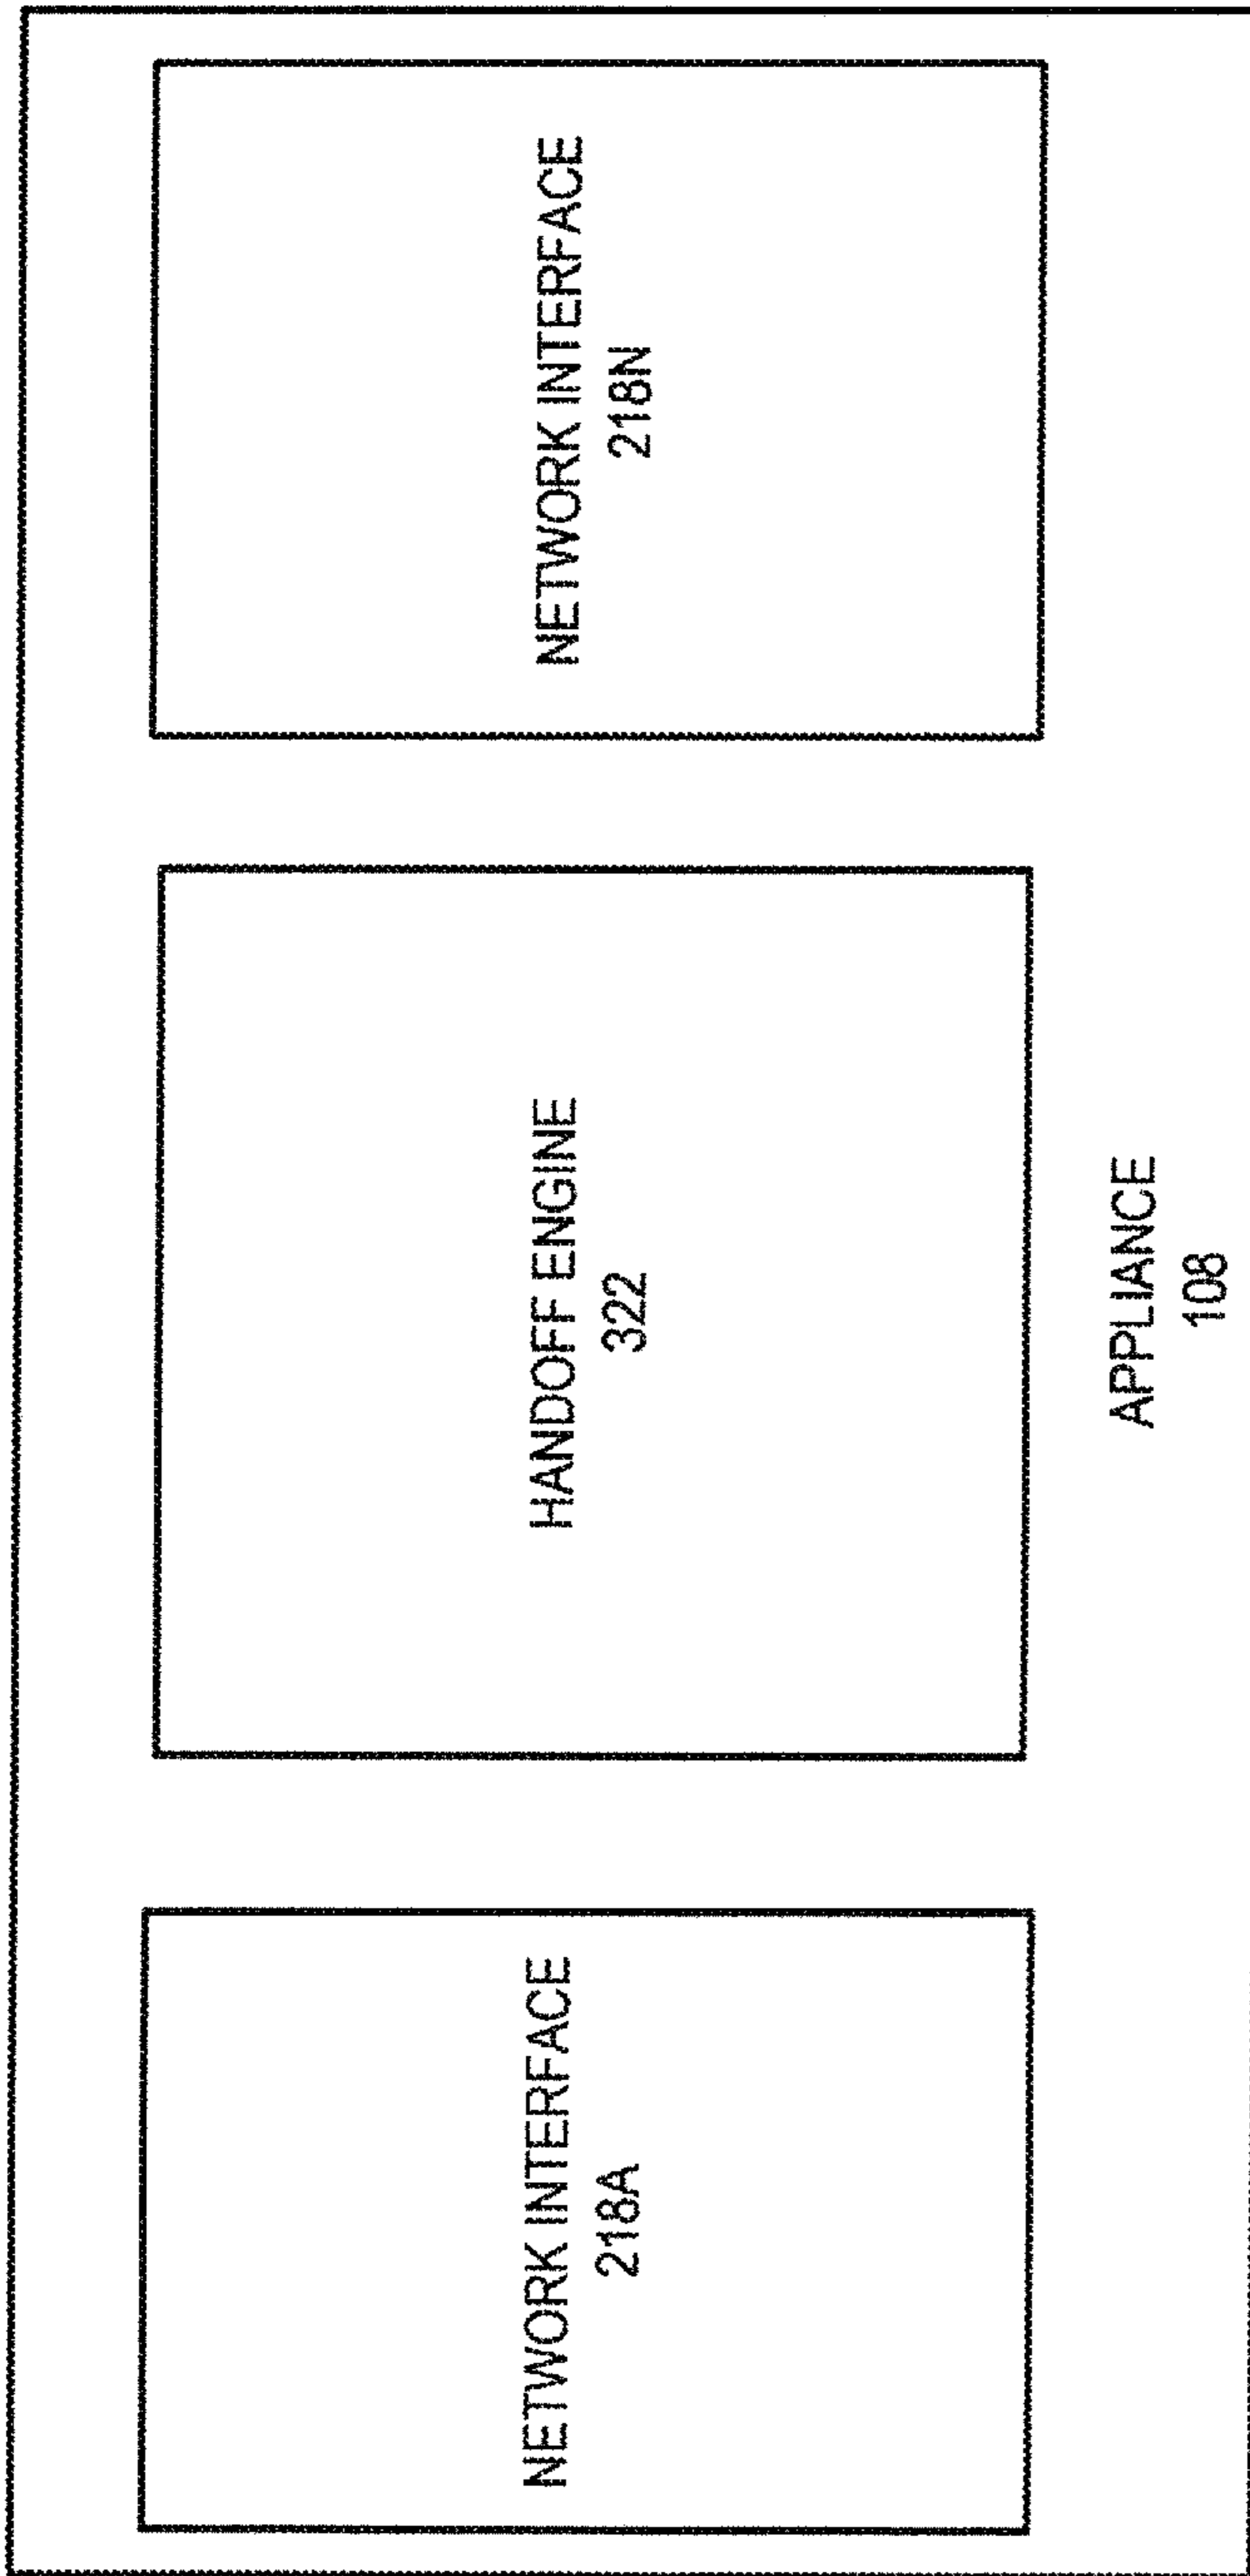 NETWORK INTERFACE
218A
HANDOFF ENGINE
322
NETWORK INTERFACE
218N
APPLIANCE
108